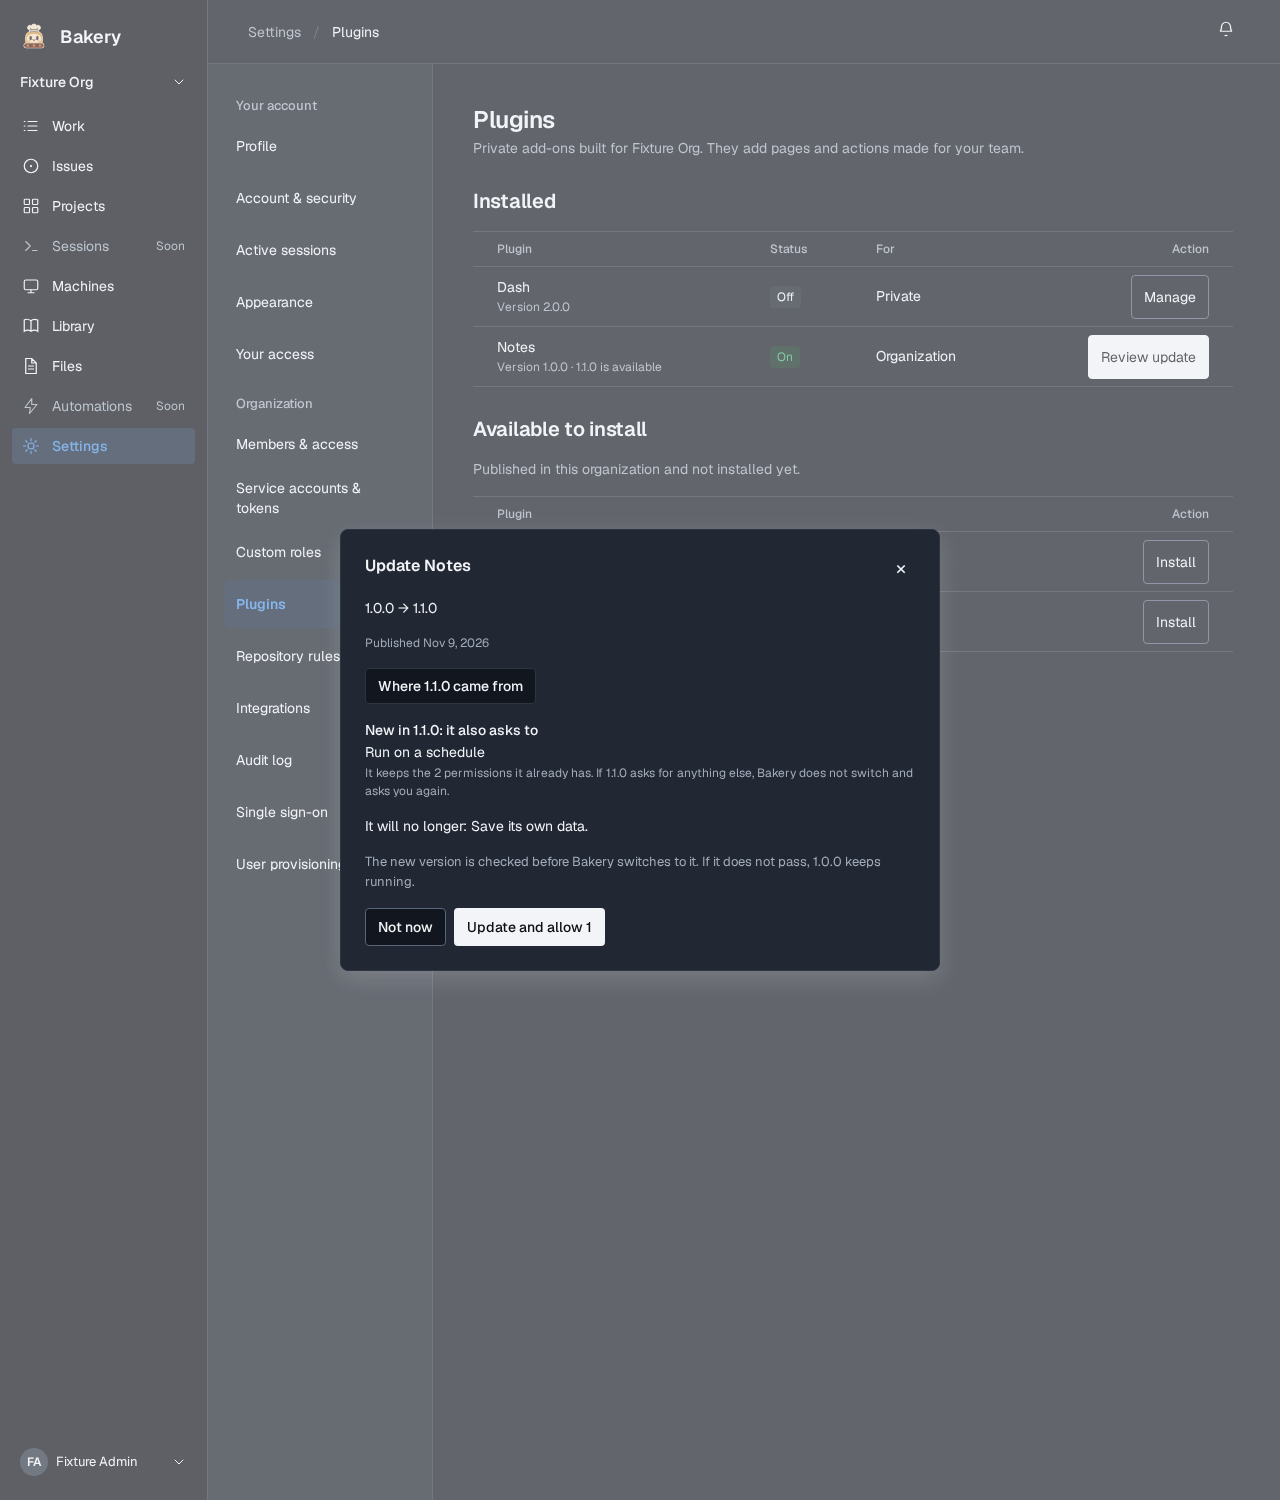 Bakery
Fixture Org
Work
Issues
Projects
Sessions Soon
Machines
Library
Files
Automations Soon
Settings
FA Fixture Admin
Settings / Plugins
Your account
Profile
Account & security
Active sessions
Appearance
Your access
Organization
Members & access
Service accounts &
tokens
Custom roles
Plugins
Repository rules
Integrations
Audit log
Single sign-on
User provisioning
Plugins
Private add-ons built for Fixture Org. They add pages and actions made for your team.
Installed
Plugin Status For Action
Dash
Version 2.0.0
Off Private Manage
Notes
Version 1.0.0 · 1.1.0 is available
On Organization Review update
Available to install
Published in this organization and not installed yet.
Plugin Action
Install
Install
Update Notes ×
1.0.0 → 1.1.0
Published Nov 9, 2026
Where 1.1.0 came from
New in 1.1.0: it also asks to
Run on a schedule
It keeps the 2 permissions it already has. If 1.1.0 asks for anything else, Bakery does not switch and
asks you again.
It will no longer: Save its own data.
The new version is checked before Bakery switches to it. If it does not pass, 1.0.0 keeps
running.
Not now Update and allow 1